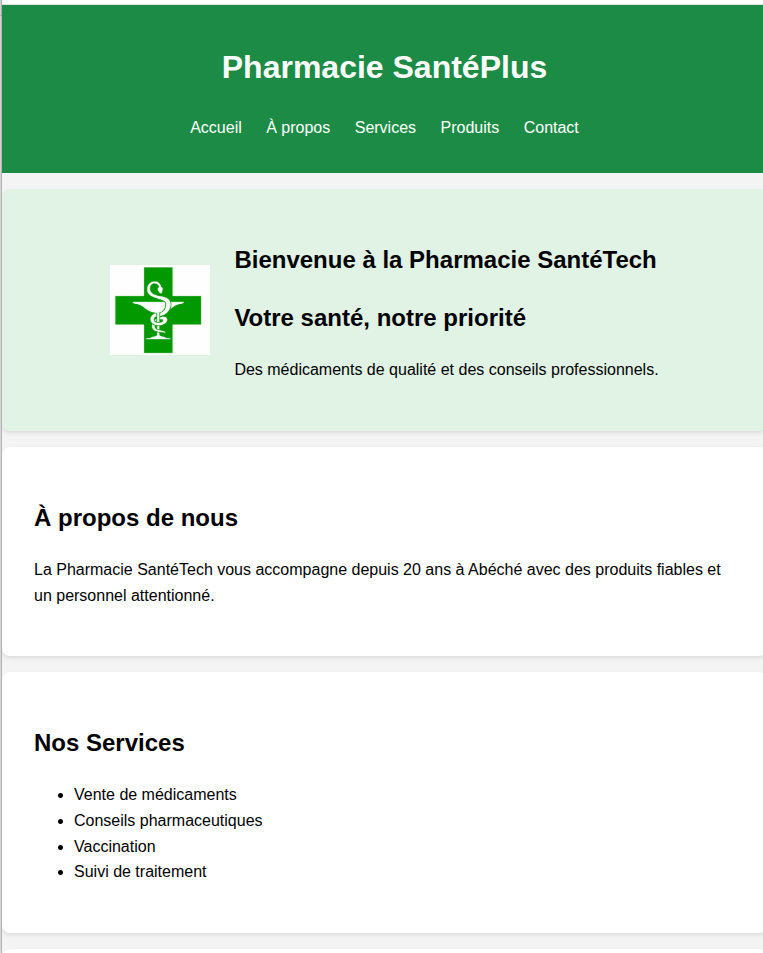 Pharmacie SantéPlus
Accueil À propos Services Produits Contact
Bienvenue à la Pharmacie SantéTech
Votre santé, notre priorité
Des médicaments de qualité et des conseils professionnels.
À propos de nous
La Pharmacie SantéTech vous accompagne depuis 20 ans à Abéché avec des produits fiables et
un personnel attentionné.
Nos Services
Vente de médicaments
Conseils pharmaceutiques
Vaccination
Suivi de traitement